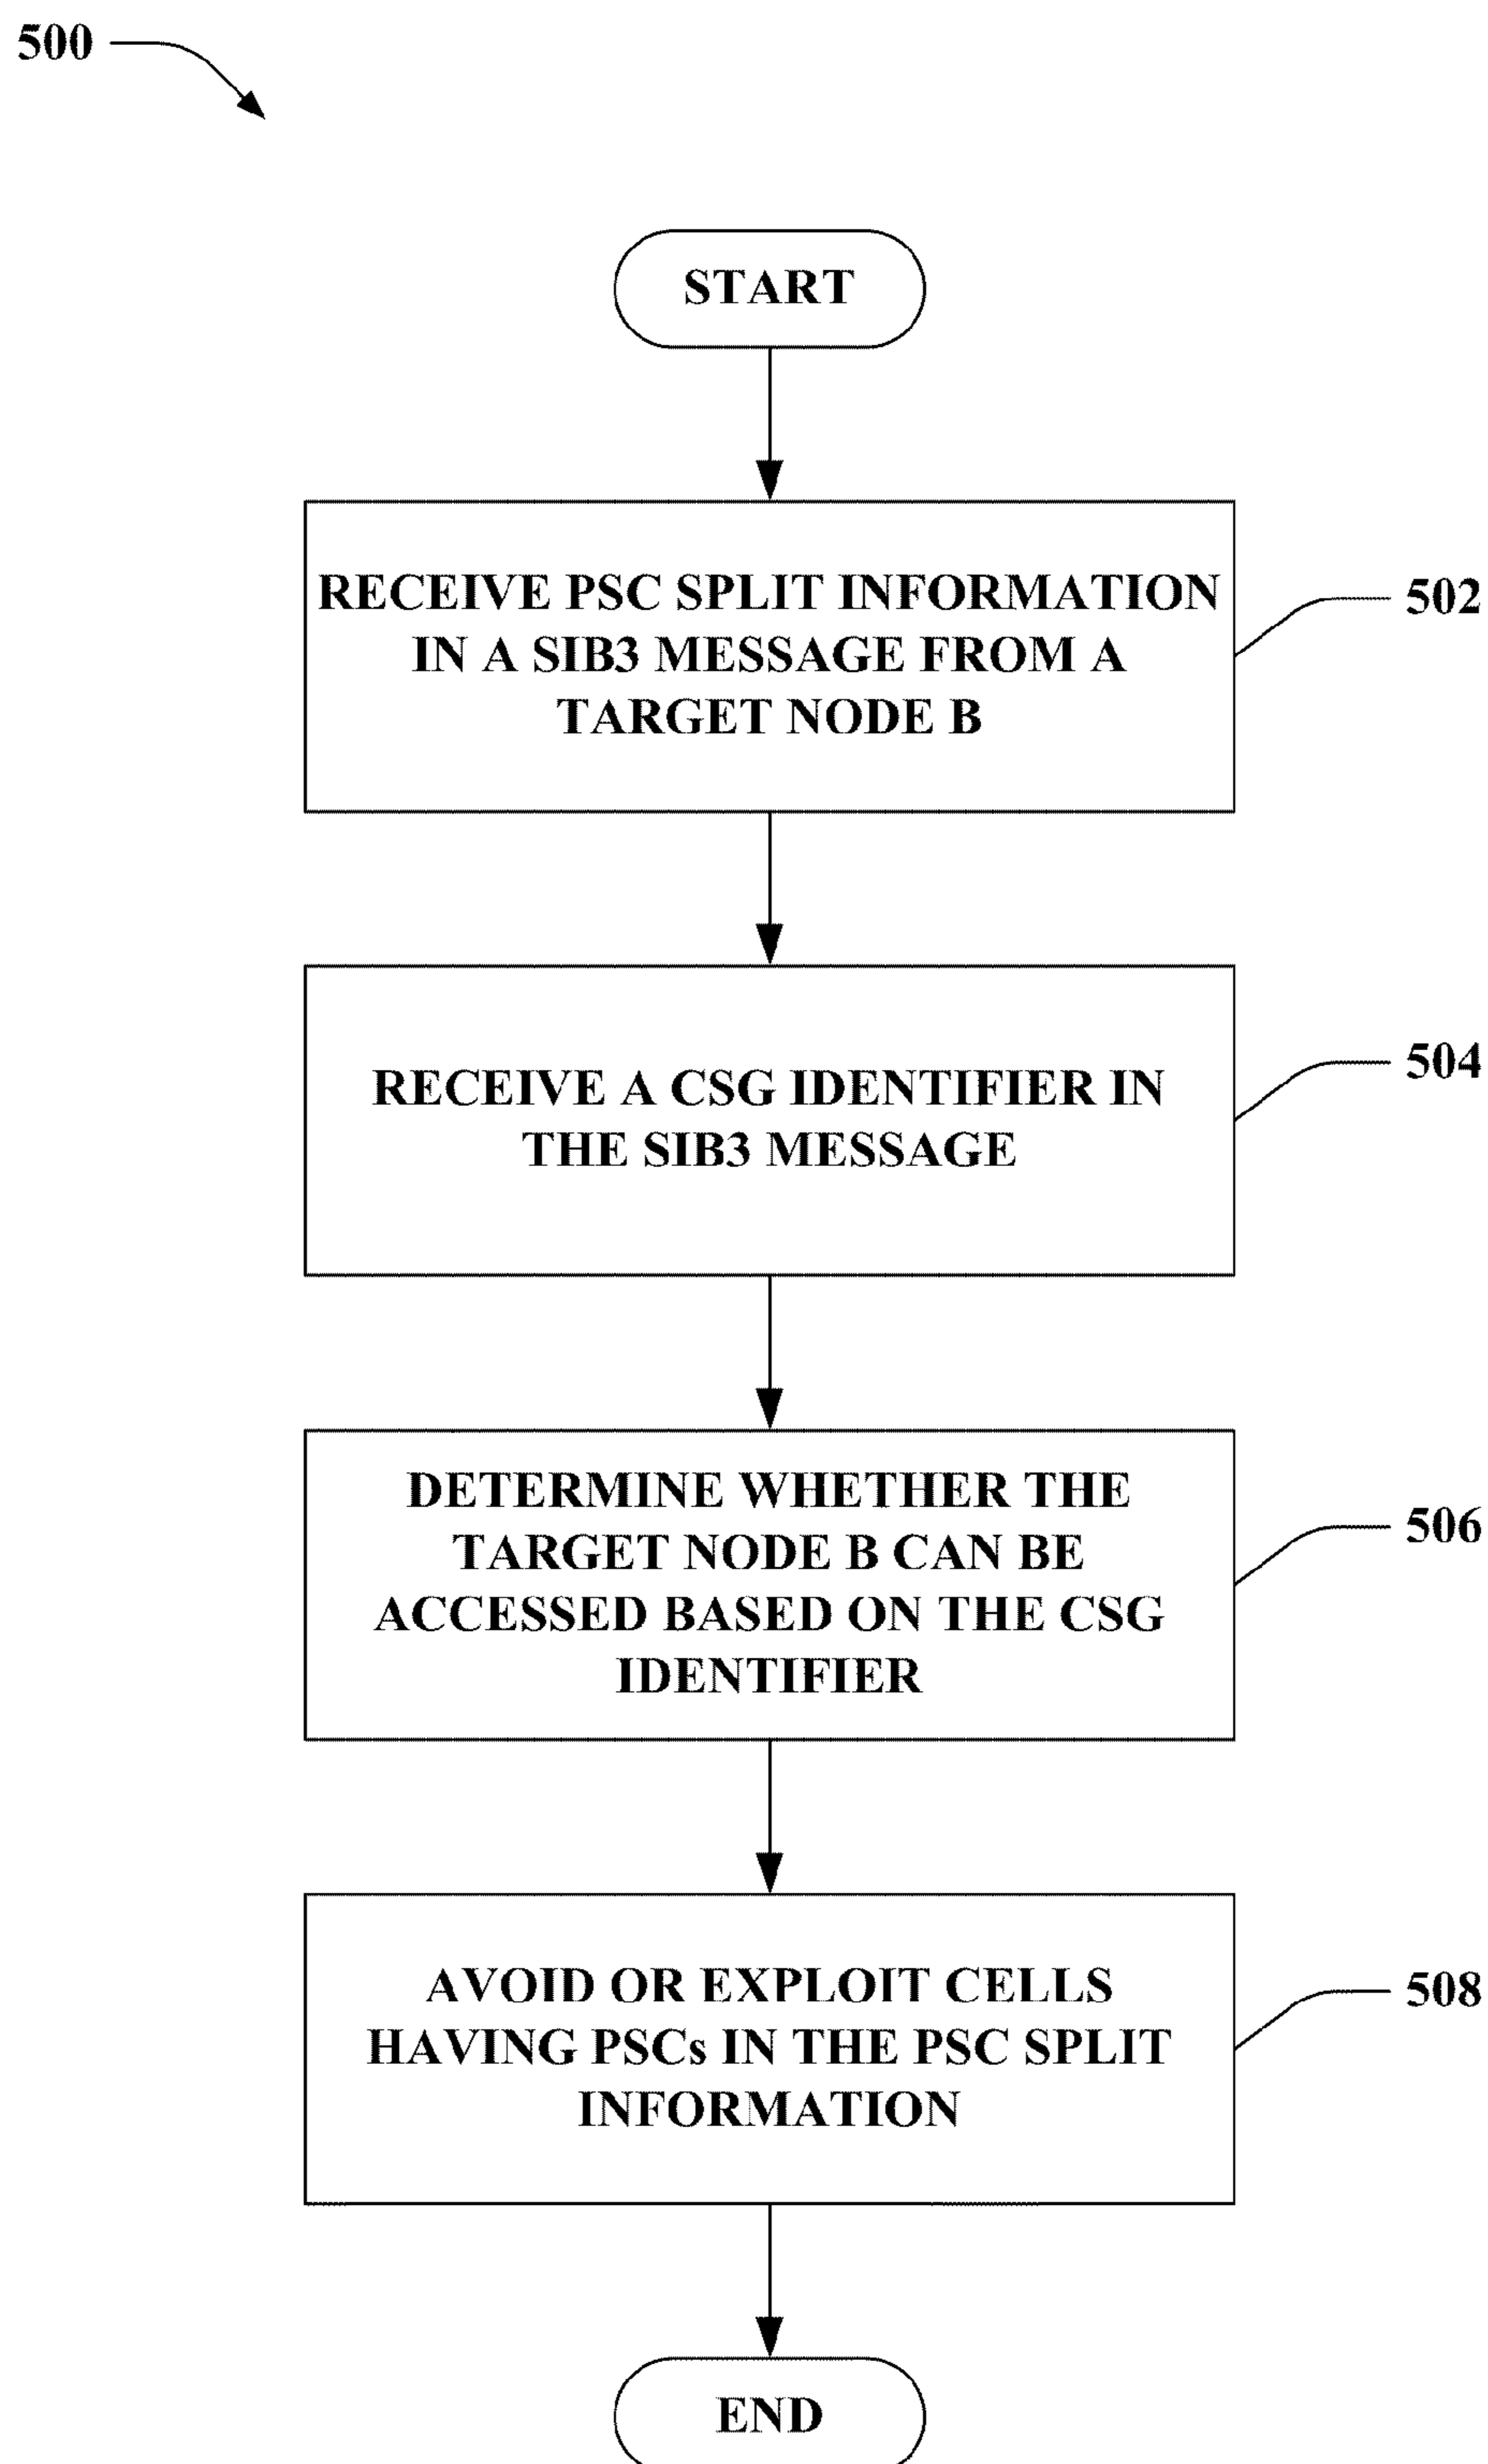 500
START
RECEIVE PSC SPLIT INFORMATION
IN A SIB3 MESSAGE FROM A
TARGET NODE B
502
RECEIVE A CSG IDENTIFIER IN
THE SIB3 MESSAGE
504
DETERMINE WHETHER THE
TARGET NODE B CAN BE
ACCESSED BASED ON THE CSG
IDENTIFIER
506
AVOID OR EXPLOIT CELLS
HAVING PSCs IN THE PSC SPLIT
INFORMATION
508
END